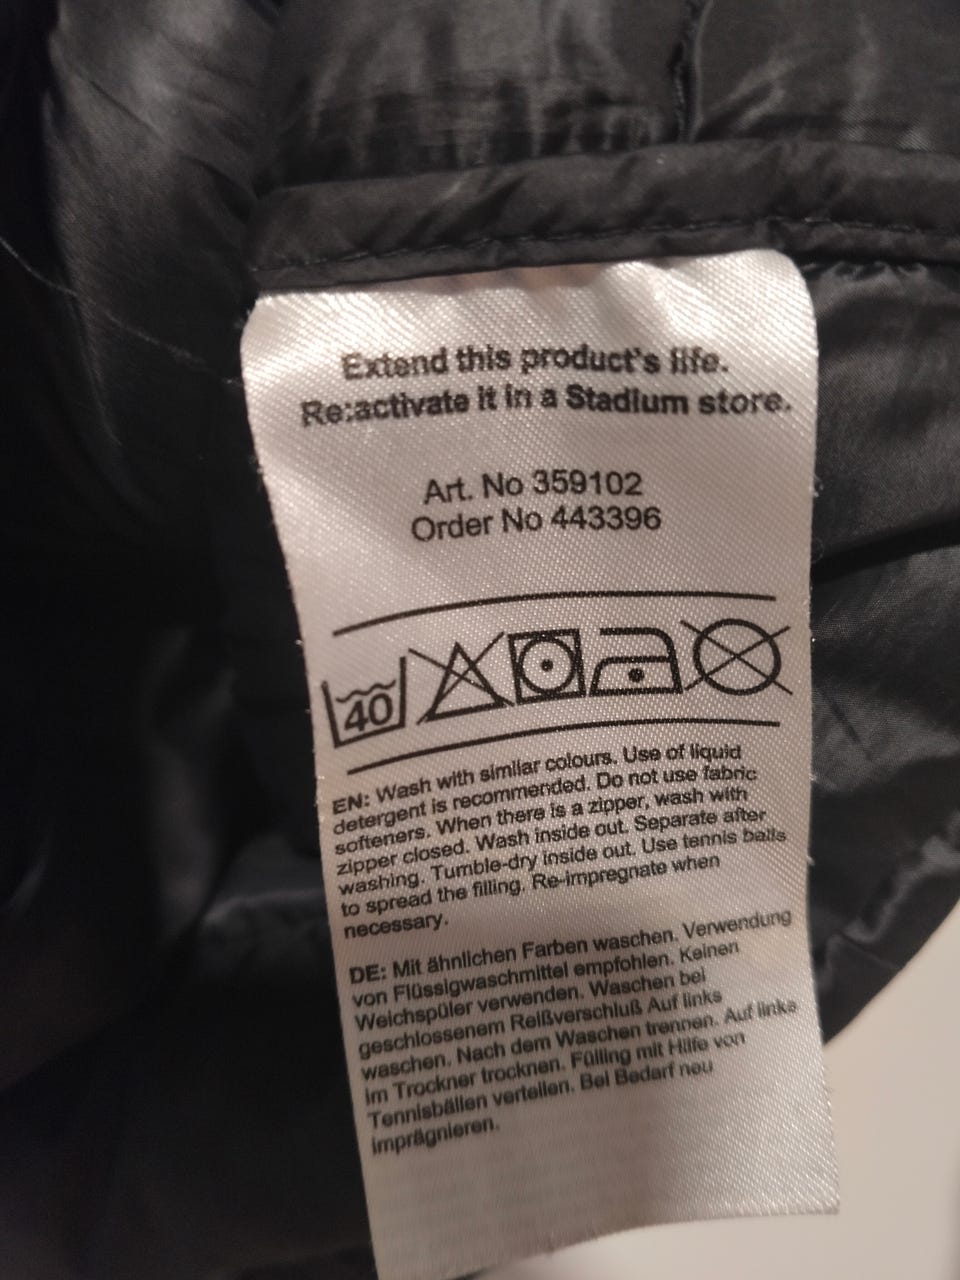 Extend this product's life.
Re:activate it in a Stadium store.
Art. No 359102
Order No 443396
40
EN: Wash with similar colours. Use of liquid
detergent is recommended. Do not use fabric
softeners. When there is a zipper, wash with
zipper closed. Wash inside out. Separate after
washing. Tumble-dry inside out. Use tennis balls
to spread the filling. Re-impregnate when
necessary.
DE: Mit ähnlichen Farben waschen. Verwendung
von Flüssigwaschmittel empfohlen. Keinen
Weichspüler verwenden. Waschen bei
geschlossenem Reißverschluß Auf links
waschen. Nach dem Waschen trennen. Auf links
im Trockner trocknen. Fülling mit Hilfe von
Tennisbällen verteilen. Bei Bedarf neu
imprägnieren.